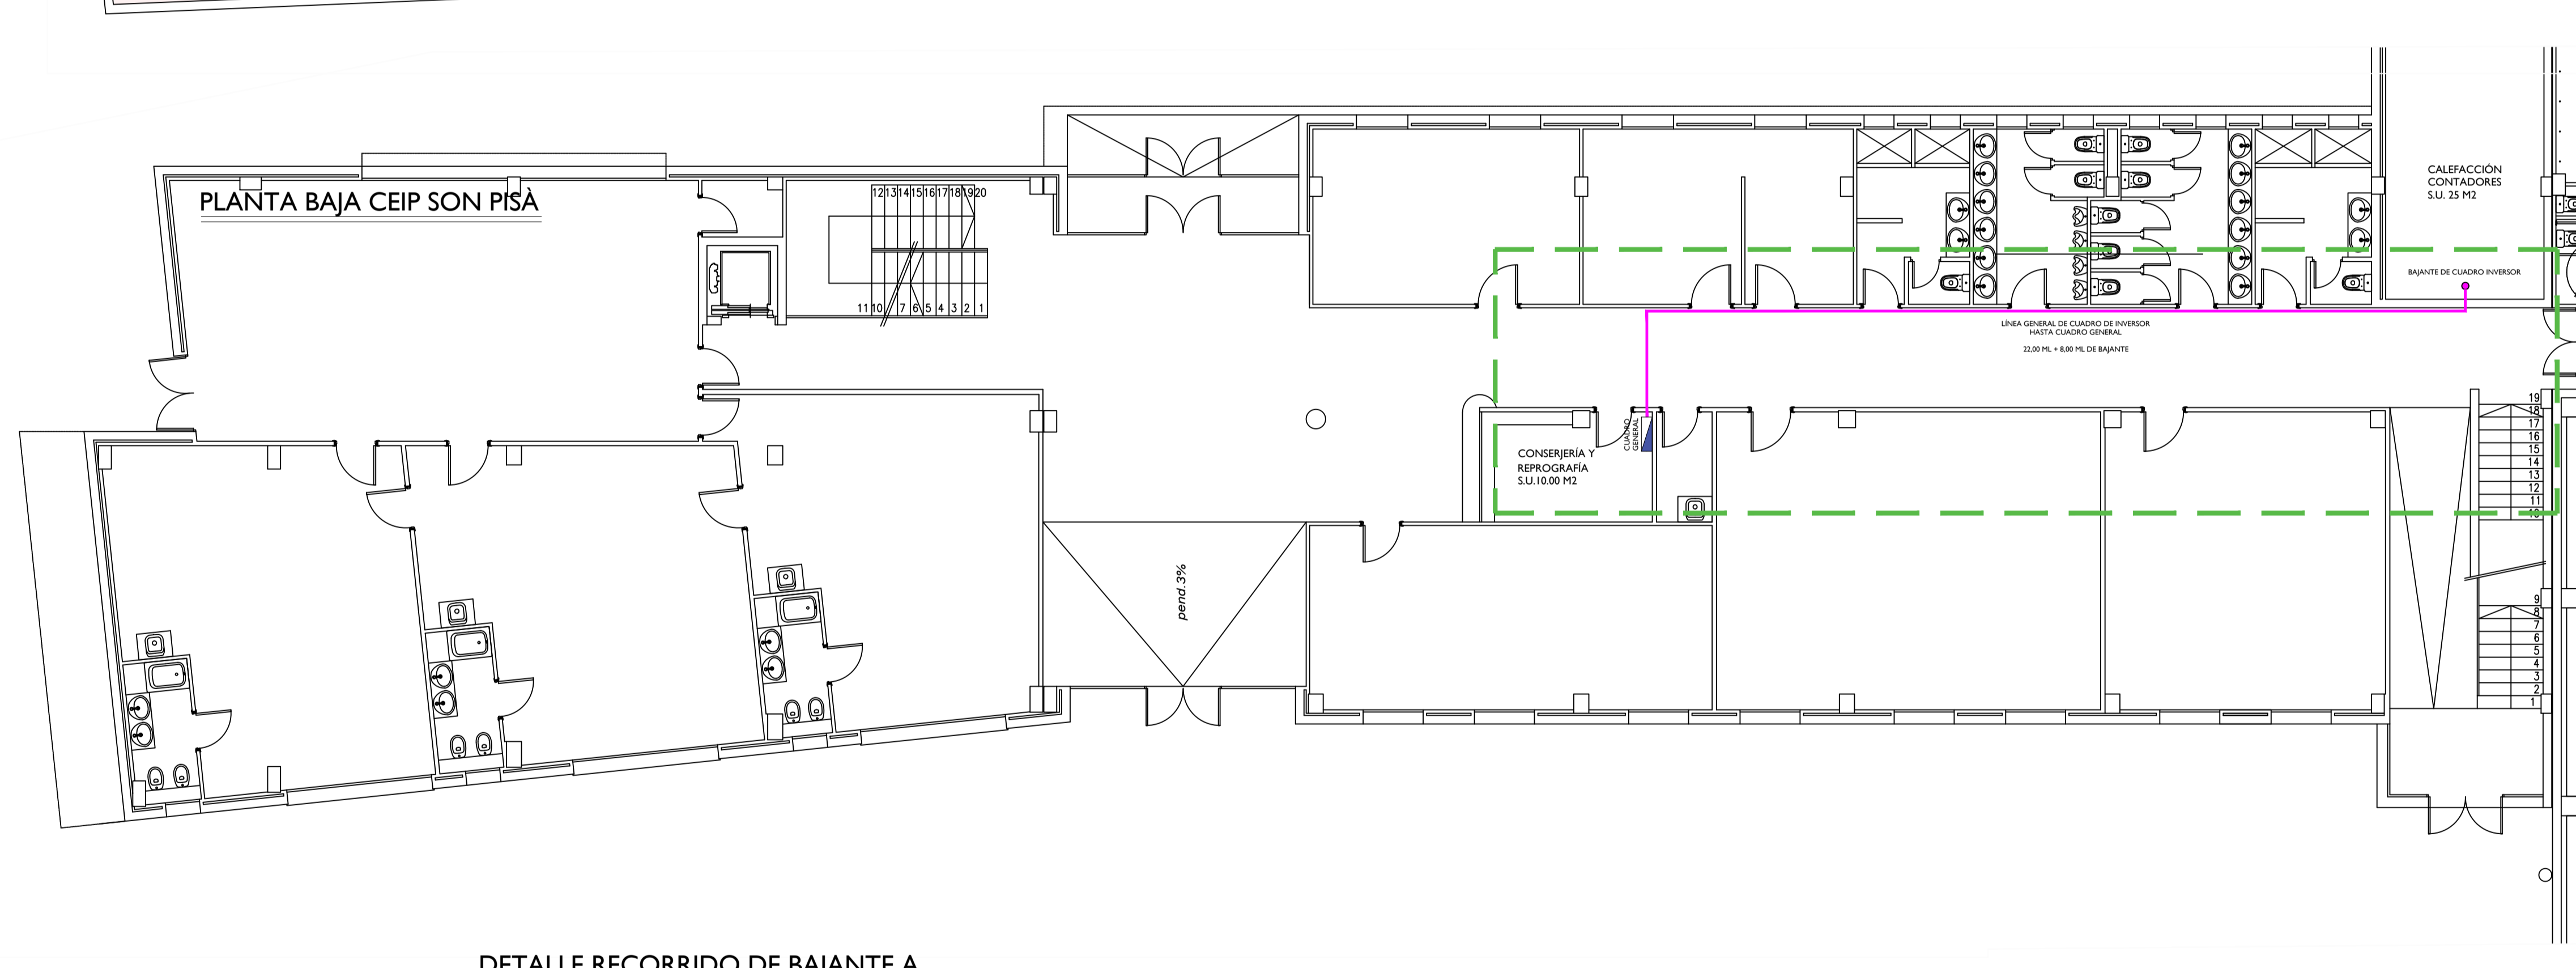 PLANTA BAJA CEIP SON PISÀ
12 13 14 15 16 17 18 19 20
11 10 7 6 5 4 3 2 1
CALEFACCIÓN
CONTADORES
S.U. 25 M2
BAJANTE DE CUADRO INVERSOR
LÍNEA GENERAL DE CUADRO DE INVERSOR
HASTA CUADRO GENERAL
22,00 ML + 8,00 ML DE BAJANTE
CUADRO
GENERAL
CONSERJERÍA Y
REPROGRAFÍA
S.U.10.00 M2
pend.3%
19
18
17
16
15
14
13
12
11
10
9
8
7
6
5
4
3
2
1
DETALLE RECORRIDO DE BAJANTE A